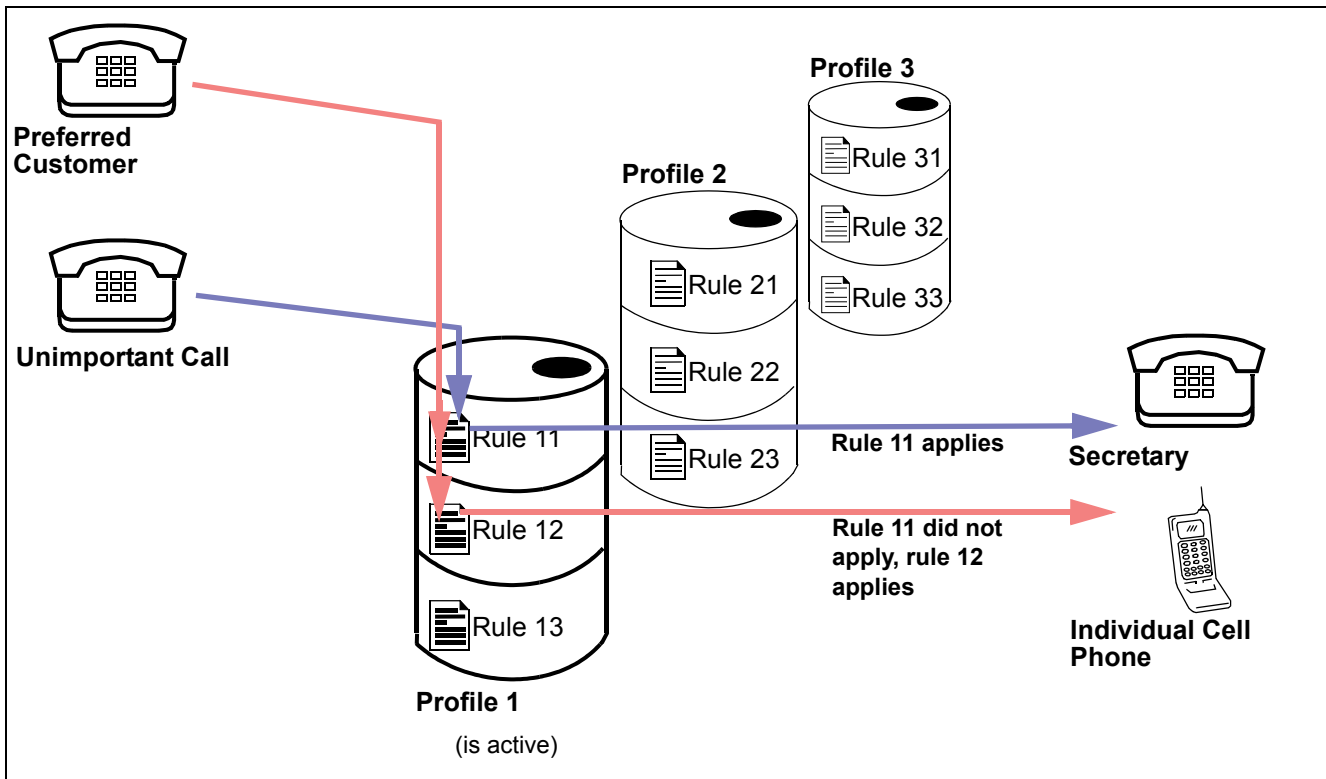 Preferred
Customer
Unimportant Call
Profile 3
Rule 31
Rule 32
Rule 33
Profile 2
Rule 21
Rule 22
Rule 23
Rule 11
Rule 12
Rule 13
Profile 1
(is active)
Rule 11 applies
Secretary
Rule 11 did not
apply, rule 12
applies
Individual Cell
Phone